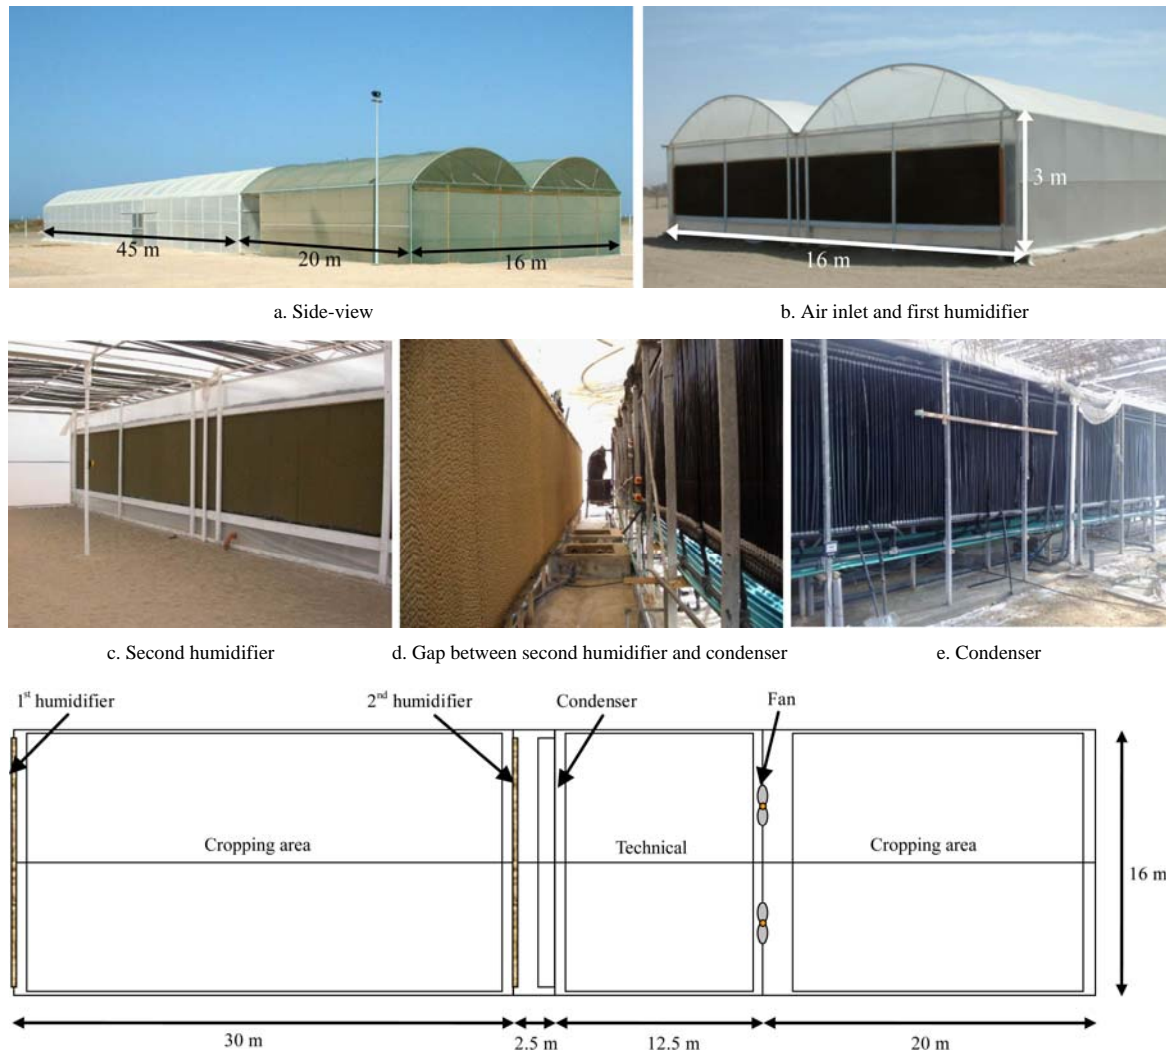 45 m
20 m
16 m
3 m
16 m
a. Side-view
b. Air inlet and first humidifier
c. Second humidifier
d. Gap between second humidifier and condenser
e. Condenser
1st humidifier
2nd humidifier
Condenser
Fan
Cropping area
Technical
Cropping area
16 m
30 m
2.5 m
12.5 m
20 m